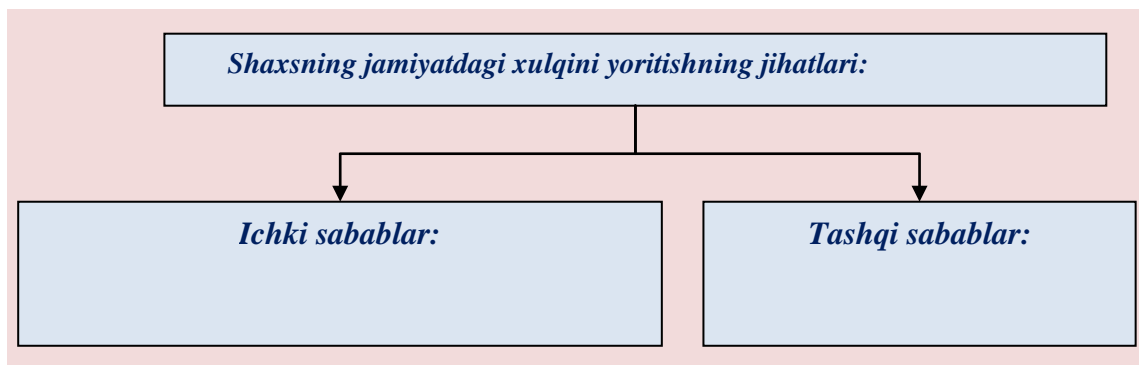 Shaxsning jamiyatdagi xulqini yoritishning jihatlari:
Ichki sabablar:
Tashqi sabablar: